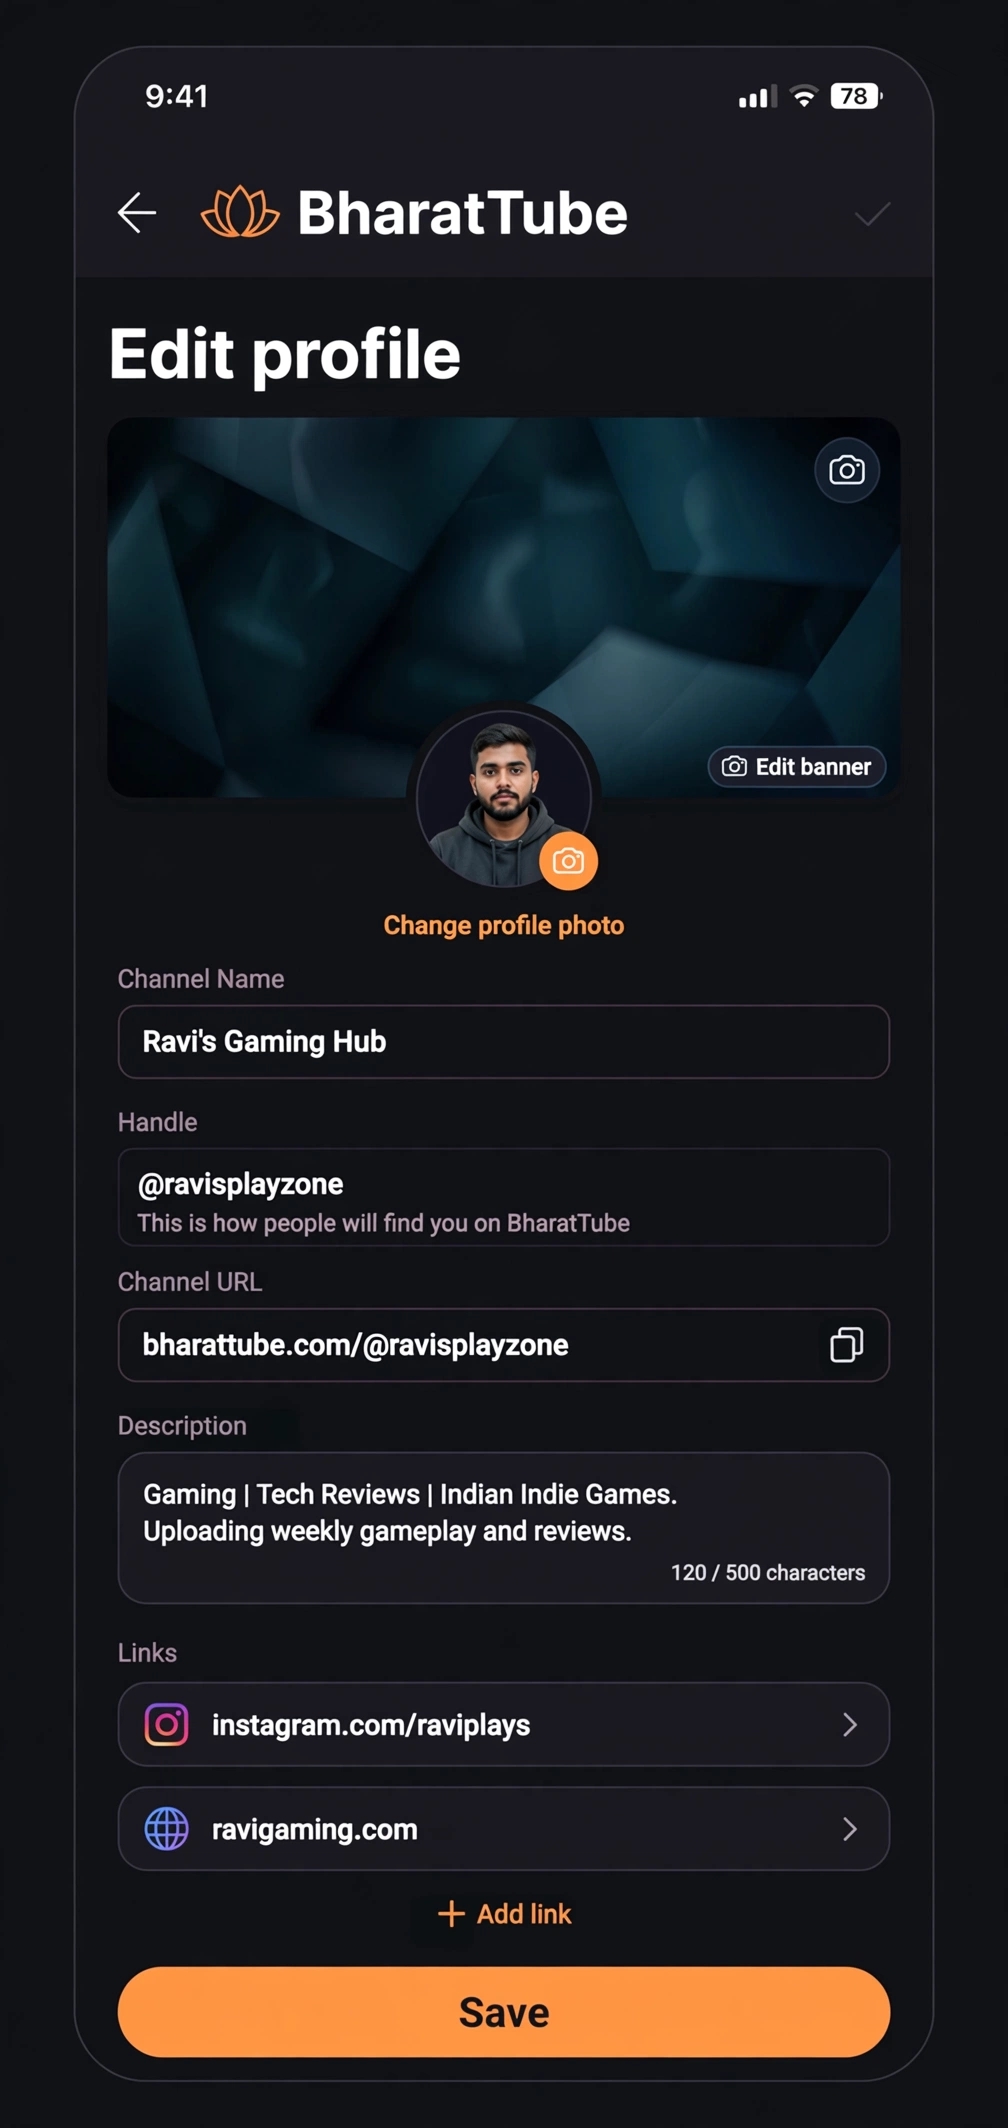 9:41
78
BharatTube
Edit profile
Edit banner
Change profile photo
Channel Name
Ravi's Gaming Hub
Handle
@ravisplayzone
This is how people will find you on BharatTube
Channel URL
bharattube.com/@ravisplayzone
Description
Gaming | Tech Reviews | Indian Indie Games.
Uploading weekly gameplay and reviews.
120 / 500 characters
Links
instagram.com/raviplays
ravigaming.com
+ Add link
Save